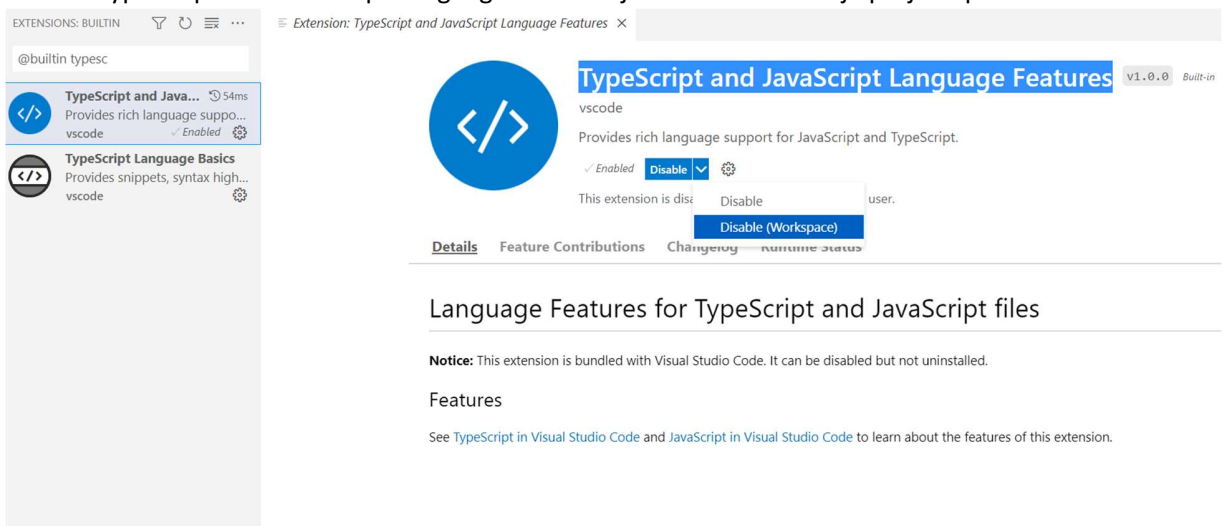 EXTENSIONS: BUILTIN
Extension: TypeScript and JavaScript Language Features
@builtin typesc
TypeScript and Java... 54ms
Provides rich language suppo...
vscode Enabled
TypeScript Language Basics
Provides snippets, syntax high...
vscode
TypeScript and JavaScript Language Features v1.0.0 Built-in
vscode
Provides rich language support for JavaScript and TypeScript.
Enabled Disable
This extension is user.
Disable
Disable (Workspace)
Details Feature Contributions Changelog Runtime Status
Language Features for TypeScript and JavaScript files
Notice: This extension is bundled with Visual Studio Code. It can be disabled but not uninstalled.
Features
See TypeScript in Visual Studio Code and JavaScript in Visual Studio Code to learn about the features of this extension.